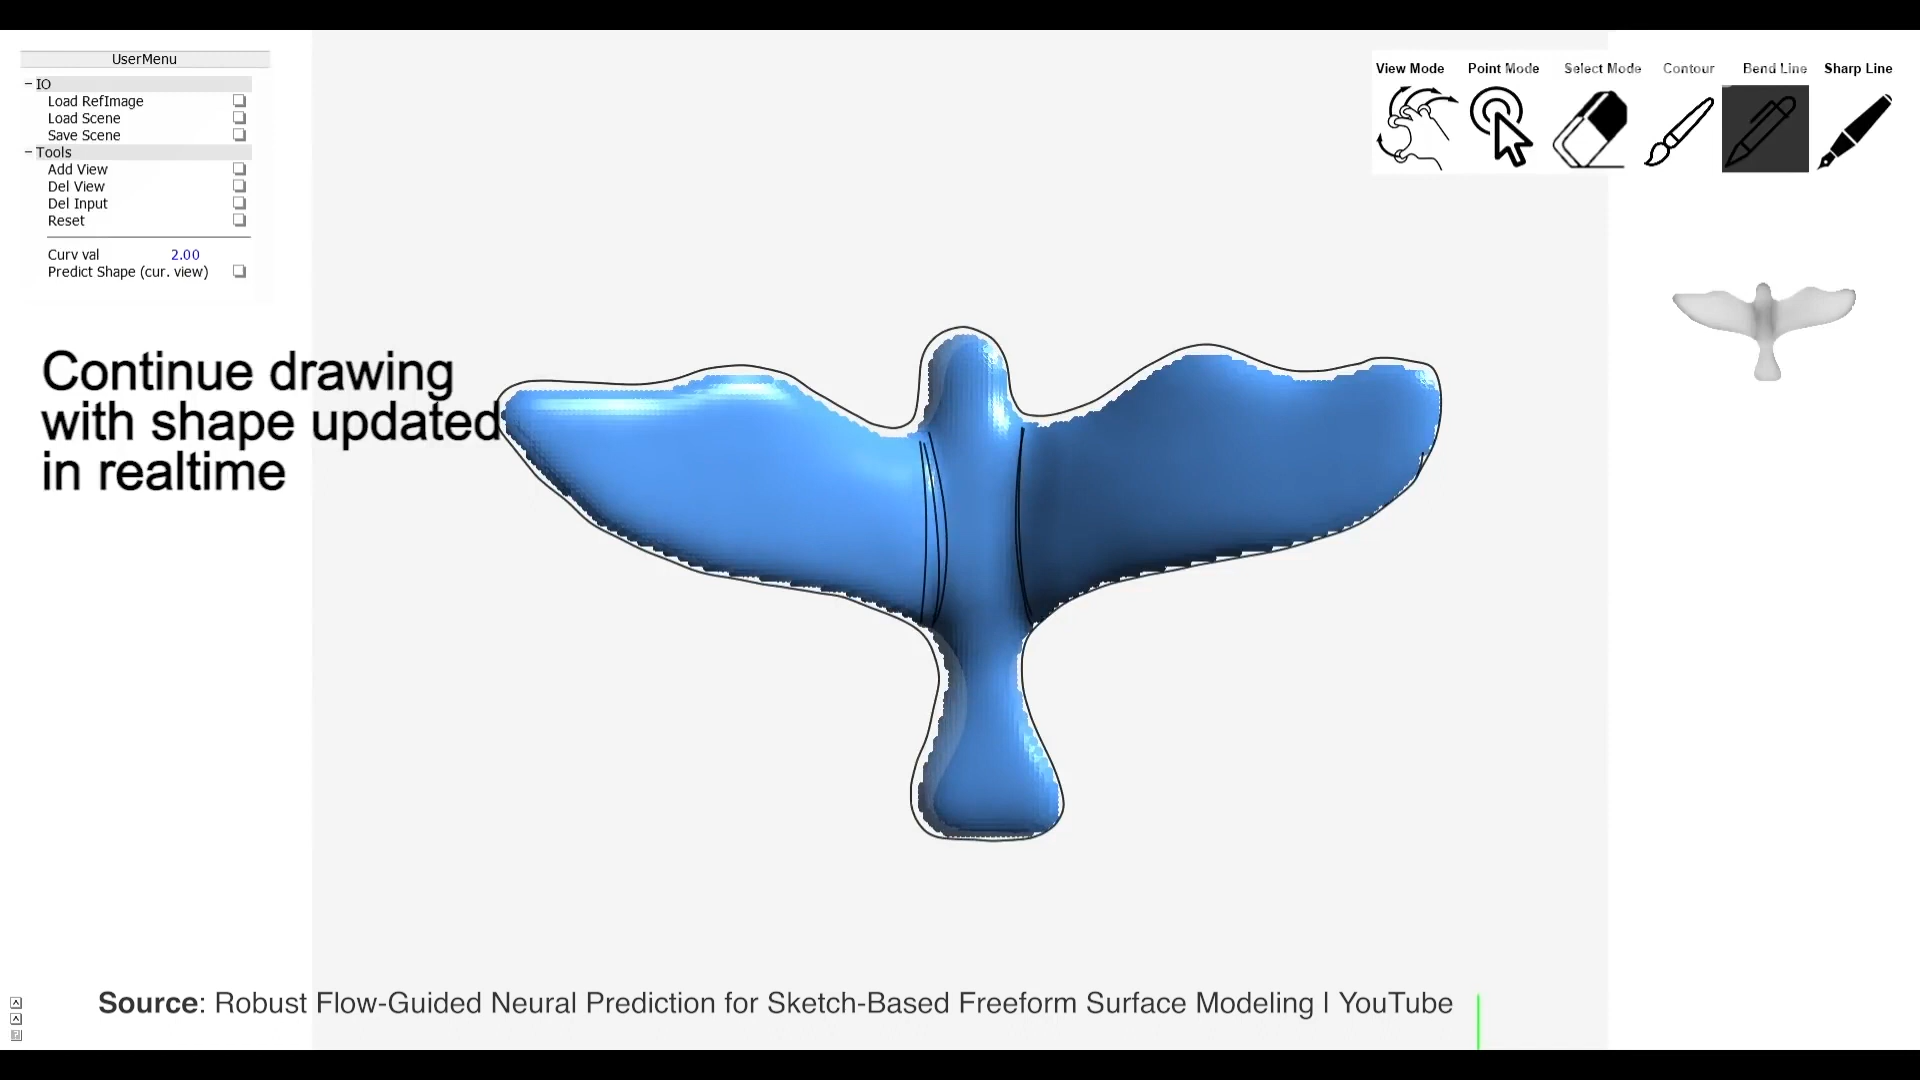 UserMenu
IO
Load RefImage
Load Scene
Save Scene
Tools
Add View
Del View
Del Input
Reset
Curv val 2.00
Predict Shape (cur. view)
View Mode Point Mode Select Mode Contour Bend Line Sharp Line
Continue drawing
with shape updated
in realtime
Source: Robust Flow-Guided Neural Prediction for Sketch-Based Freeform Surface Modeling | YouTube